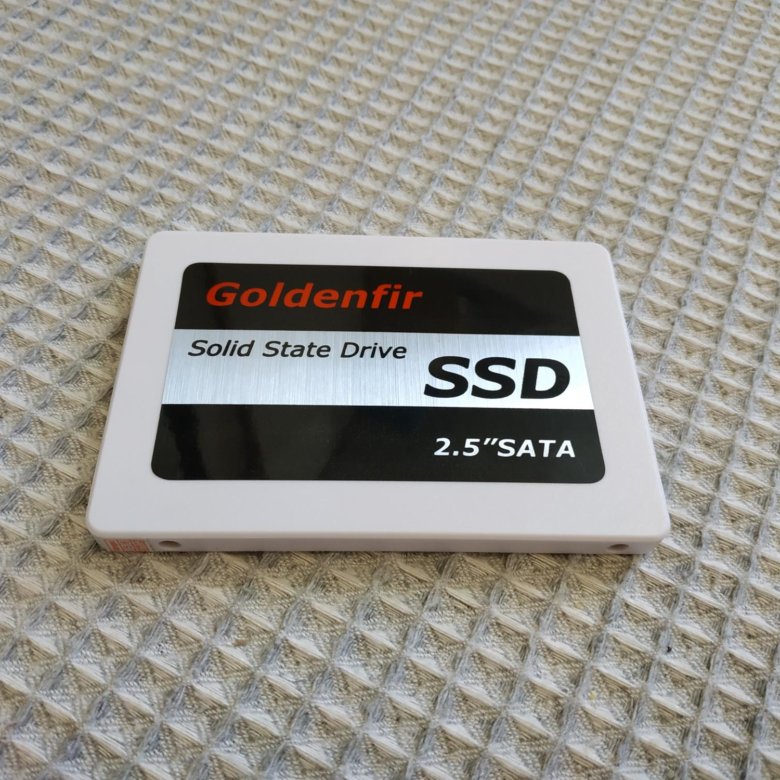 Goldenfir
Solid State Drive
SSD
2.5"SATA